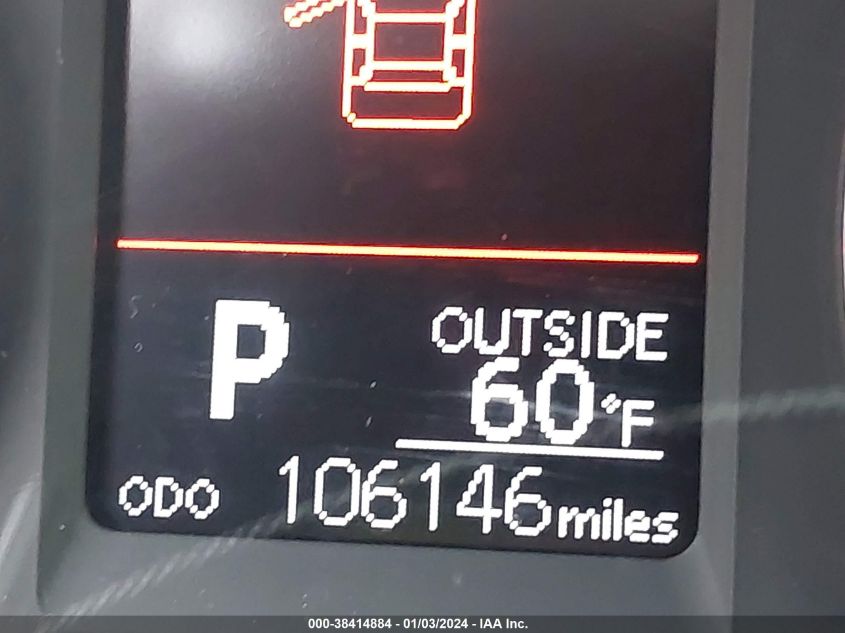 P
OUTSIDE
60°F
ODO 106146 miles
000-38414884 - 01/03/2024 - IAA Inc.